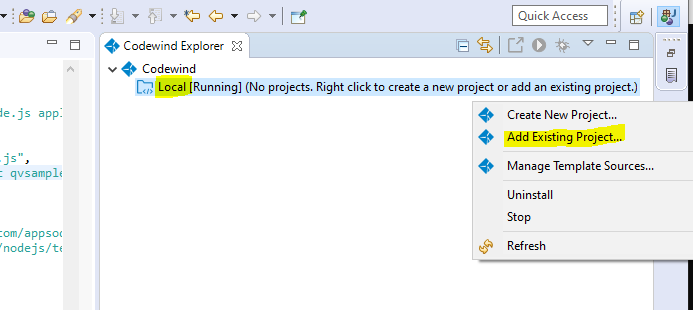 Quick Access
Codewind Explorer
Codewind
Local [Running] (No projects. Right click to create a new project or add an existing project.)
de.js appl
.js",
t qvsample
com/appsod
/nodejs/te
Create New Project...
Add Existing Project...
Manage Template Sources...
Uninstall
Stop
Refresh